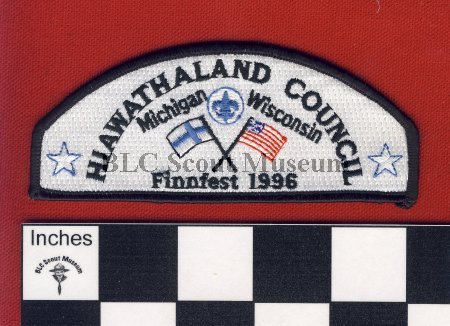 HIAWATHALAND COUNCIL
Michigan Wisconsin
BLC Scout Museum
Finnfest 1996
Inches
BLC Scout Museum